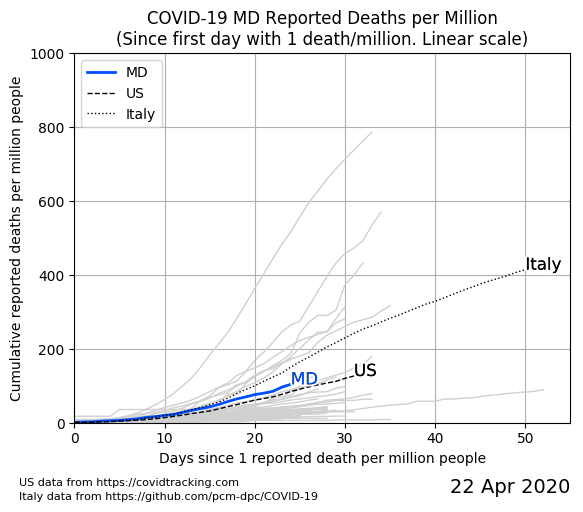 COVID-19 MD Reported Deaths per Million
(Since first day with 1 death/million. Linear scale)
Cumulative reported deaths per million people
1000
800
600
400
200
0
MD
US
Italy
Italy
US
MD
0 10 20 30 40 50
Days since 1 reported death per million people
US data from https://covidtracking.com
Italy data from https://github.com/pcm-dpc/COVID-19
22 Apr 2020